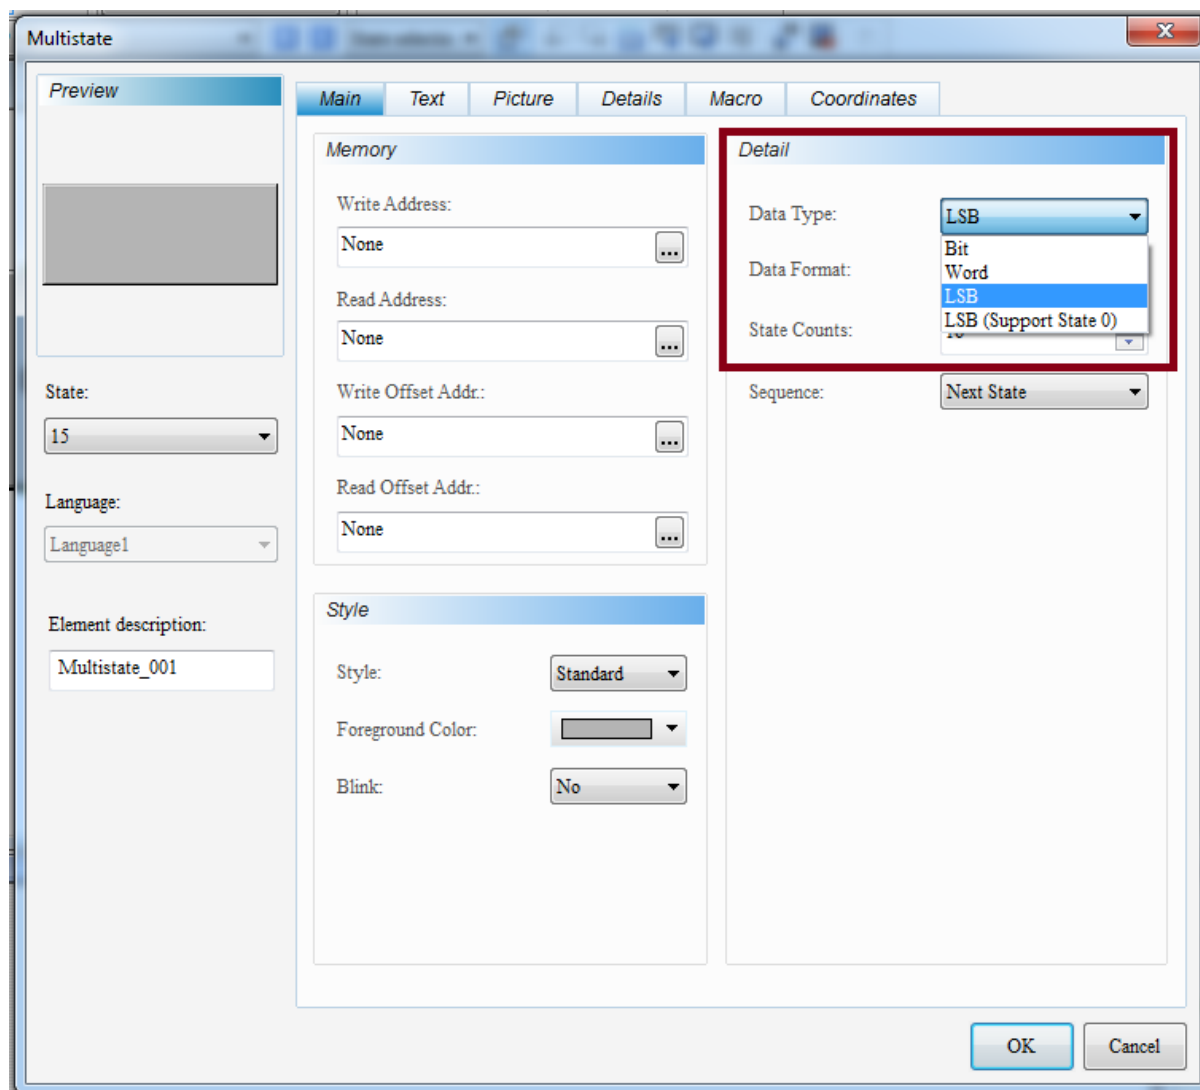 Multistate
Preview
State:
15
Language:
Language1
Element description:
Multistate_001
Main Text Picture Details Macro Coordinates
Memory
Write Address:
None
...
Read Address:
None
...
Write Offset Addr.:
None
...
Read Offset Addr.:
None
...
Style
Style: Standard
Foreground Color:
Blink: No
Detail
Data Type: LSB
Bit
Word
LSB
LSB (Support State 0)
Data Format:
State Counts:
Sequence: Next State
OK Cancel